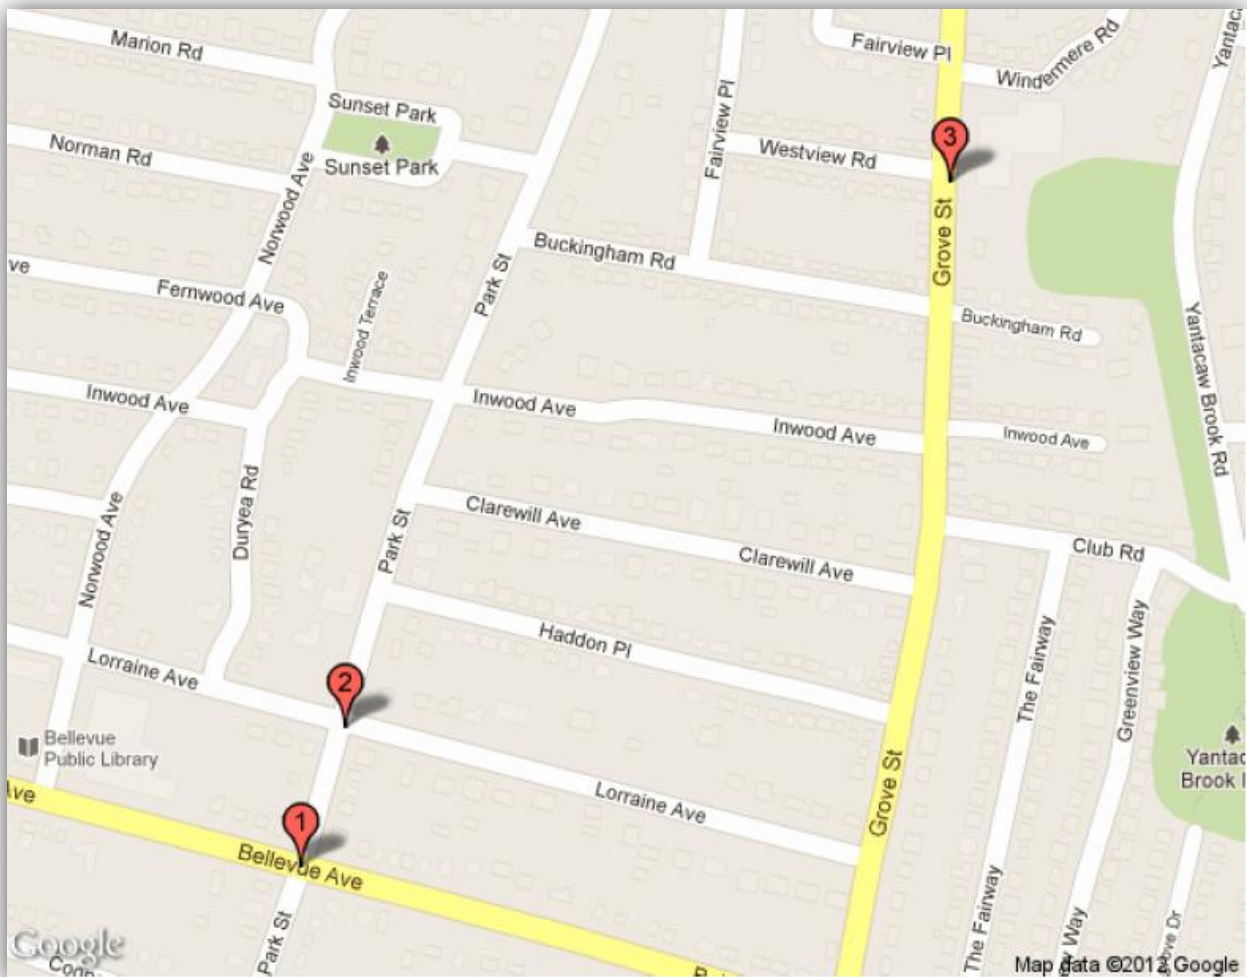 Marion Rd
Fairview Pl
Windermere Rd
Sunset Park
3
Norman Rd
Sunset Park
Fairview Pl
Westview Rd
Norwood Ave
Grove St
Buckingham Rd
ve
Fernwood Ave
Park St
Inwood Terrace
Buckingham Rd
Yantacaw Brook Rd
Inwood Ave
Inwood Ave
Inwood Ave
Inwood Ave
Norwood Ave
Duryea Rd
Park St
Clarewill Ave
Clarewill Ave
Club Rd
Haddon Pl
The Fairway
Greenview Way
Lorraine Ave
2
Bellevue
Public Library
Yantac
Brook
Lorraine Ave
Grove St
Ave
1
Bellevue Ave
The Fairway
Park St
Way
ove Dr
Google
Map data ©2012 Google